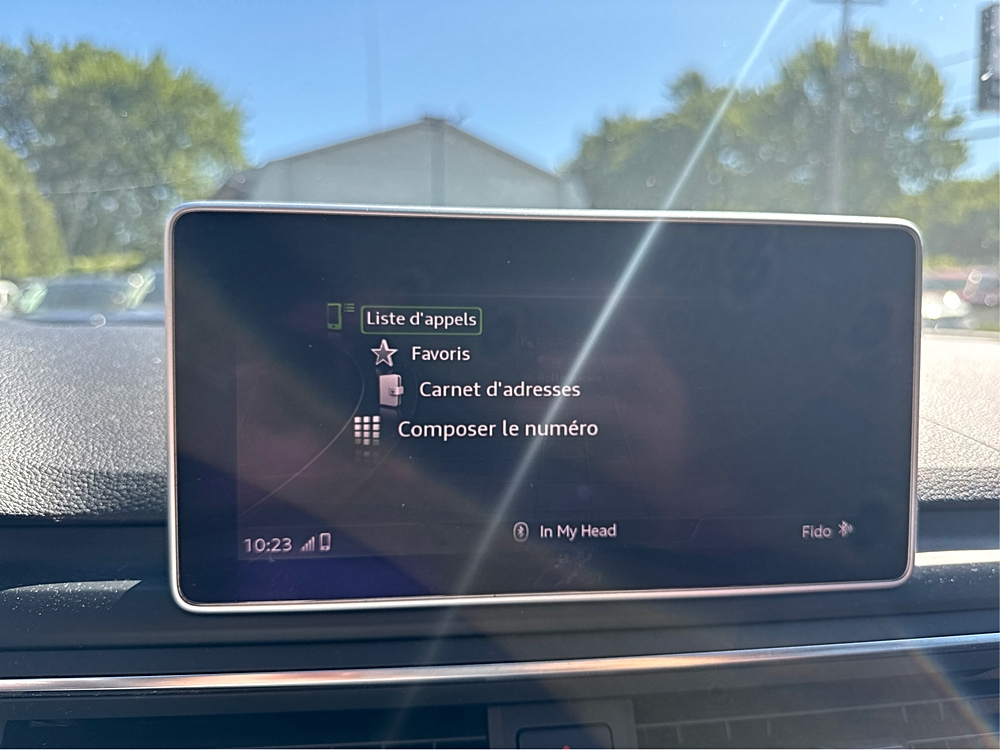 Liste d'appels
Favoris
Carnet d'adresses
Composer le numéro
10:23
In My Head
Fido